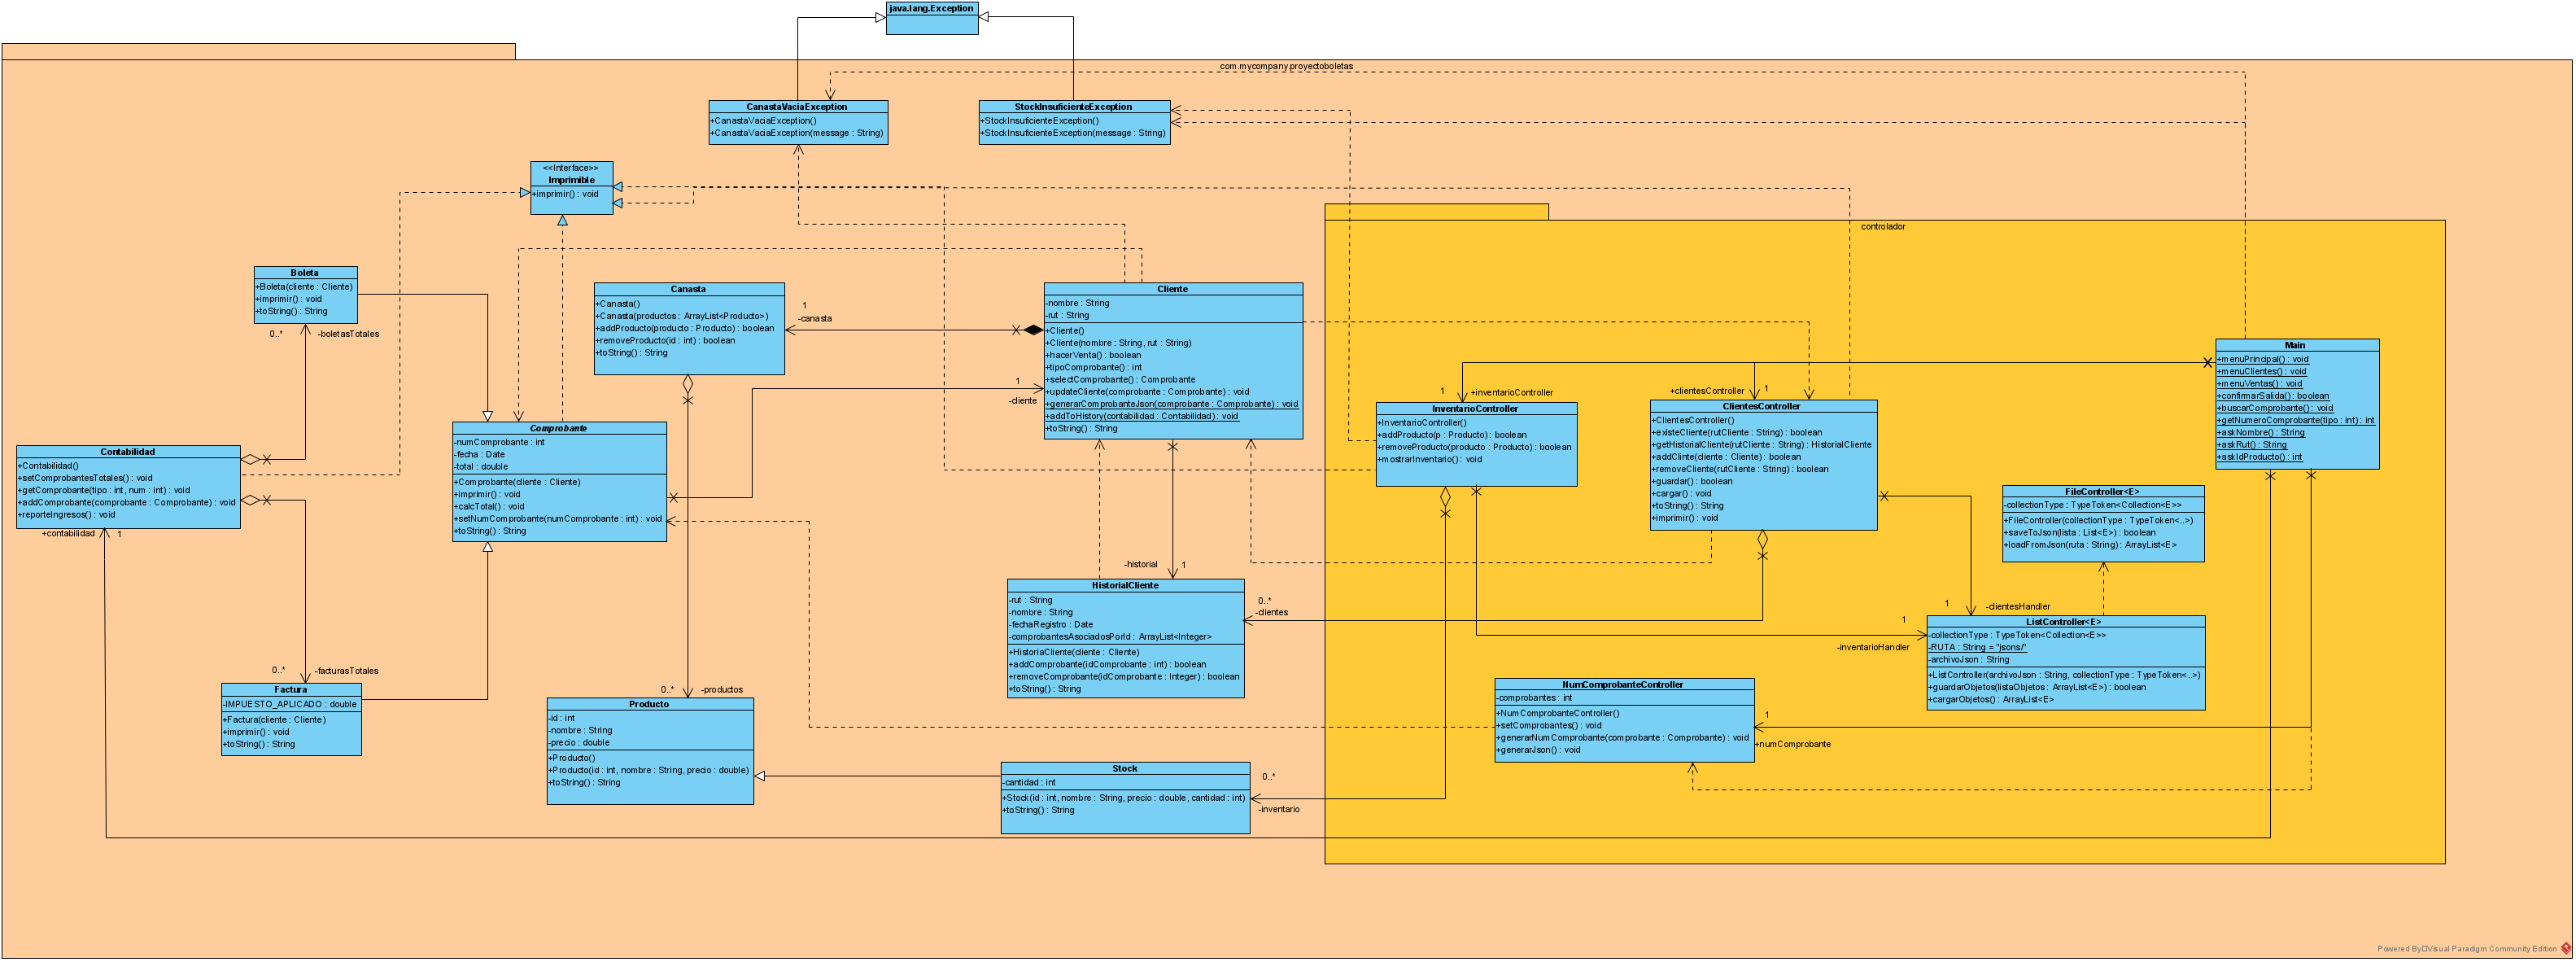 java.lang.Exception
com.mycompany.proyectoboletas
CanastaVaciaException
+CanastaVaciaException()
+CanastaVaciaException(message : String)
StockInsuficienteException
+StockInsuficienteException()
+StockInsuficienteException(message : String)
<<Interface>>
Imprimible
+imprimir() : void
controlador
Boleta
+Boleta(cliente : Cliente)
+imprimir() : void
+toString() : String
0..*
-boletasTotales
Canasta
+Canasta()
+Canasta(productos : ArrayList<Producto>)
+addProducto(producto : Producto) : boolean
+removeProducto(id : int) : boolean
+toString() : String
1
-canasta
Cliente
-nombre : String
-rut : String
+Cliente()
+Cliente(nombre : String, rut : String)
+hacerVenta() : boolean
+tipoComprobante() : int
+selectComprobante() : Comprobante
+updateCliente(comprobante : Comprobante) : void
+generarComprobanteJson(comprobante : Comprobante) : void
+addToHistory(contabilidad : Contabilidad) : void
+toString() : String
1
-cliente
Main
+menuPrincipal() : void
+menuClientes() : void
+menuVentas() : void
+confirmarSalida() : boolean
+buscarComprobante() : void
+getNumeroComprobante(tipo : int) : int
+askNombre() : String
+askRut() : String
+askIdProducto() : int
1
+inventarioController
+clientesController
1
InventarioController
+InventarioController()
+addProducto(p : Producto) : boolean
+removeProducto(producto : Producto) : boolean
+mostrarInventario() : void
ClientesController
+ClientesController()
+existeCliente(rutCliente : String) : boolean
+getHistorialCliente(rutCliente : String) : HistorialCliente
+addClinte(cliente : Cliente) : boolean
+removeCliente(rutCliente : String) : boolean
+guardar() : boolean
+cargar() : void
+toString() : String
+imprimir() : void
Comprobante
-numComprobante : int
-fecha : Date
-total : double
+Comprobante(cliente : Cliente)
+imprimir() : void
+calcTotal() : void
+setNumComprobante(numComprobante : int) : void
+toString() : String
Contabilidad
+Contabilidad()
+setComprobantesTotales() : void
+getComprobante(tipo : int, num : int) : void
+addComprobante(comprobante : Comprobante) : void
+reporteIngresos() : void
+contabilidad
1
FileController<E>
-collectionType : TypeToken<Collection<E>>
+FileController(collectionType : TypeToken<..>)
+saveToJson(lista : List<E>) : boolean
+loadFromJson(ruta : String) : ArrayList<E>
-historial
1
HistorialCliente
-rut : String
-nombre : String
-fechaRegistro : Date
-comprobantesAsociadosPorId : ArrayList<Integer>
+HistoriaCliente(cliente : Cliente)
+addComprobante(idComprobante : int) : boolean
+removeComprobante(idComprobante : Integer) : boolean
+toString() : String
0..*
-clientes
1
-clientesHandler
1
-inventarioHandler
ListController<E>
-collectionType : TypeToken<Collection<E>>
-RUTA : String = "jsons/"
-archivoJson : String
+ListController(archivoJson : String, collectionType : TypeToken<..>)
+guardarObjetos(listaObjetos : ArrayList<E>) : boolean
+cargarObjetos() : ArrayList<E>
0..*
-facturasTotales
Factura
-IMPUESTO_APLICADO : double
+Factura(cliente : Cliente)
+imprimir() : void
+toString() : String
0..*
-productos
Producto
-id : int
-nombre : String
-precio : double
+Producto()
+Producto(id : int, nombre : String, precio : double)
+toString() : String
NumComprobanteController
-comprobantes : int
+NumComprobanteController()
+setComprobantes() : void
+generarNumComprobante(comprobante : Comprobante) : void
+generarJson() : void
1
+numComprobante
Stock
-cantidad : int
+Stock(id : int, nombre : String, precio : double, cantidad : int)
+toString() : String
0..*
-inventario
Powered By Visual Paradigm Community Edition